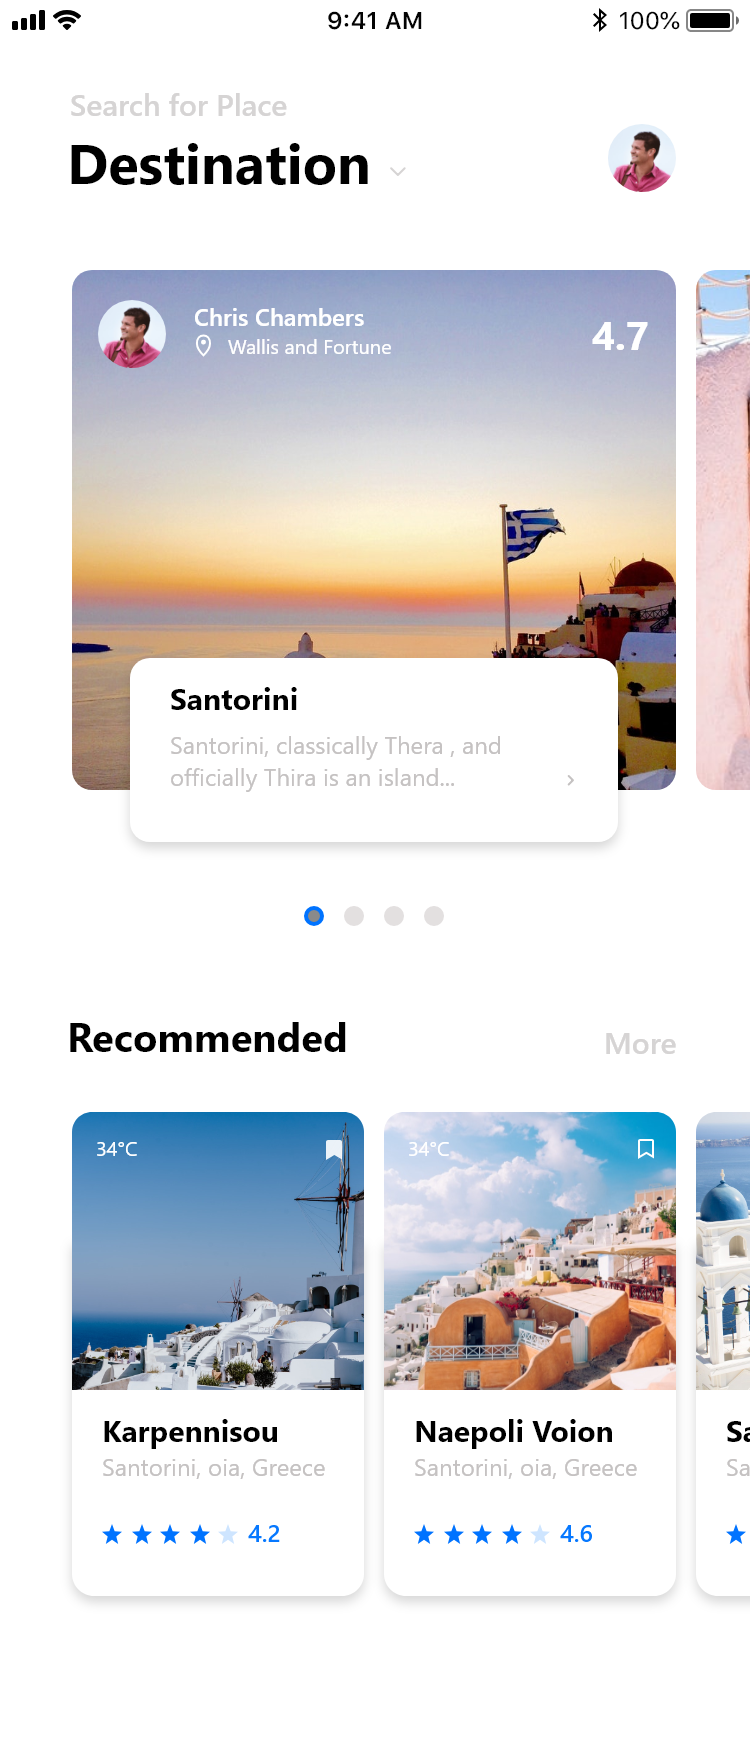 9:41 AM 100%
Search for Place
Destination
Chris Chambers
Wallis and Fortune
4.7
Santorini
Santorini, classically Thera , and
officially Thira is an island...
Recommended
More
34°C
34°C
Karpennisou
Santorini, oia, Greece
4.2
Naepoli Voion
Santorini, oia, Greece
4.6
Sa
Sa